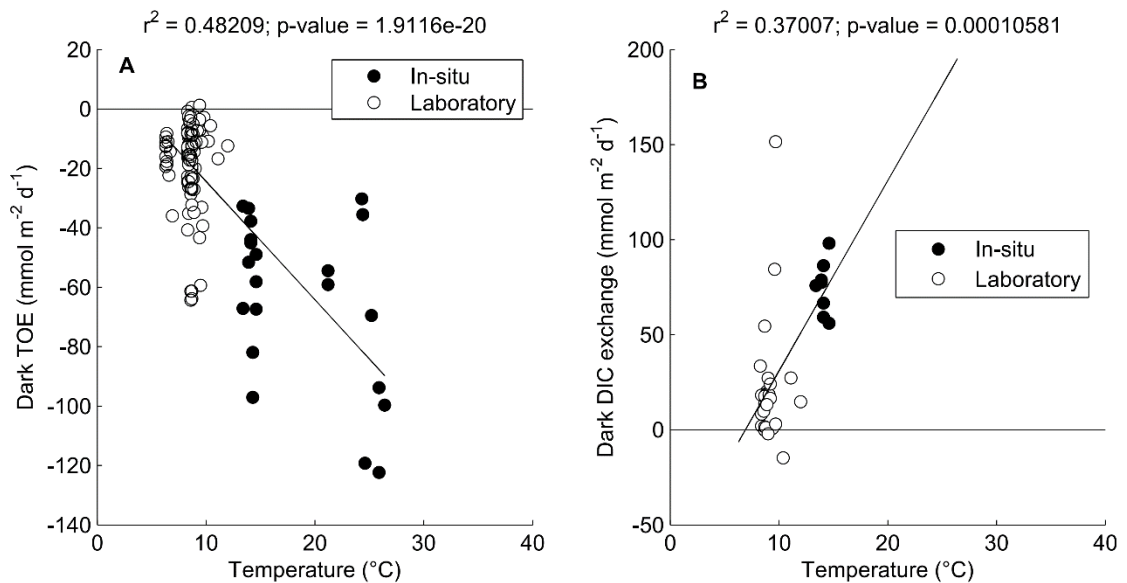 r² = 0.48209; p-value = 1.9116e-20
A
In-situ
Laboratory
20
0
-20
-40
-60
-80
-100
-120
-140
Dark TOE (mmol m⁻² d⁻¹)
0
10
20
30
40
Temperature (°C)
r² = 0.37007; p-value = 0.00010581
B
In-situ
Laboratory
200
150
100
50
0
-50
Dark DIC exchange (mmol m⁻² d⁻¹)
0
10
20
30
40
Temperature (°C)